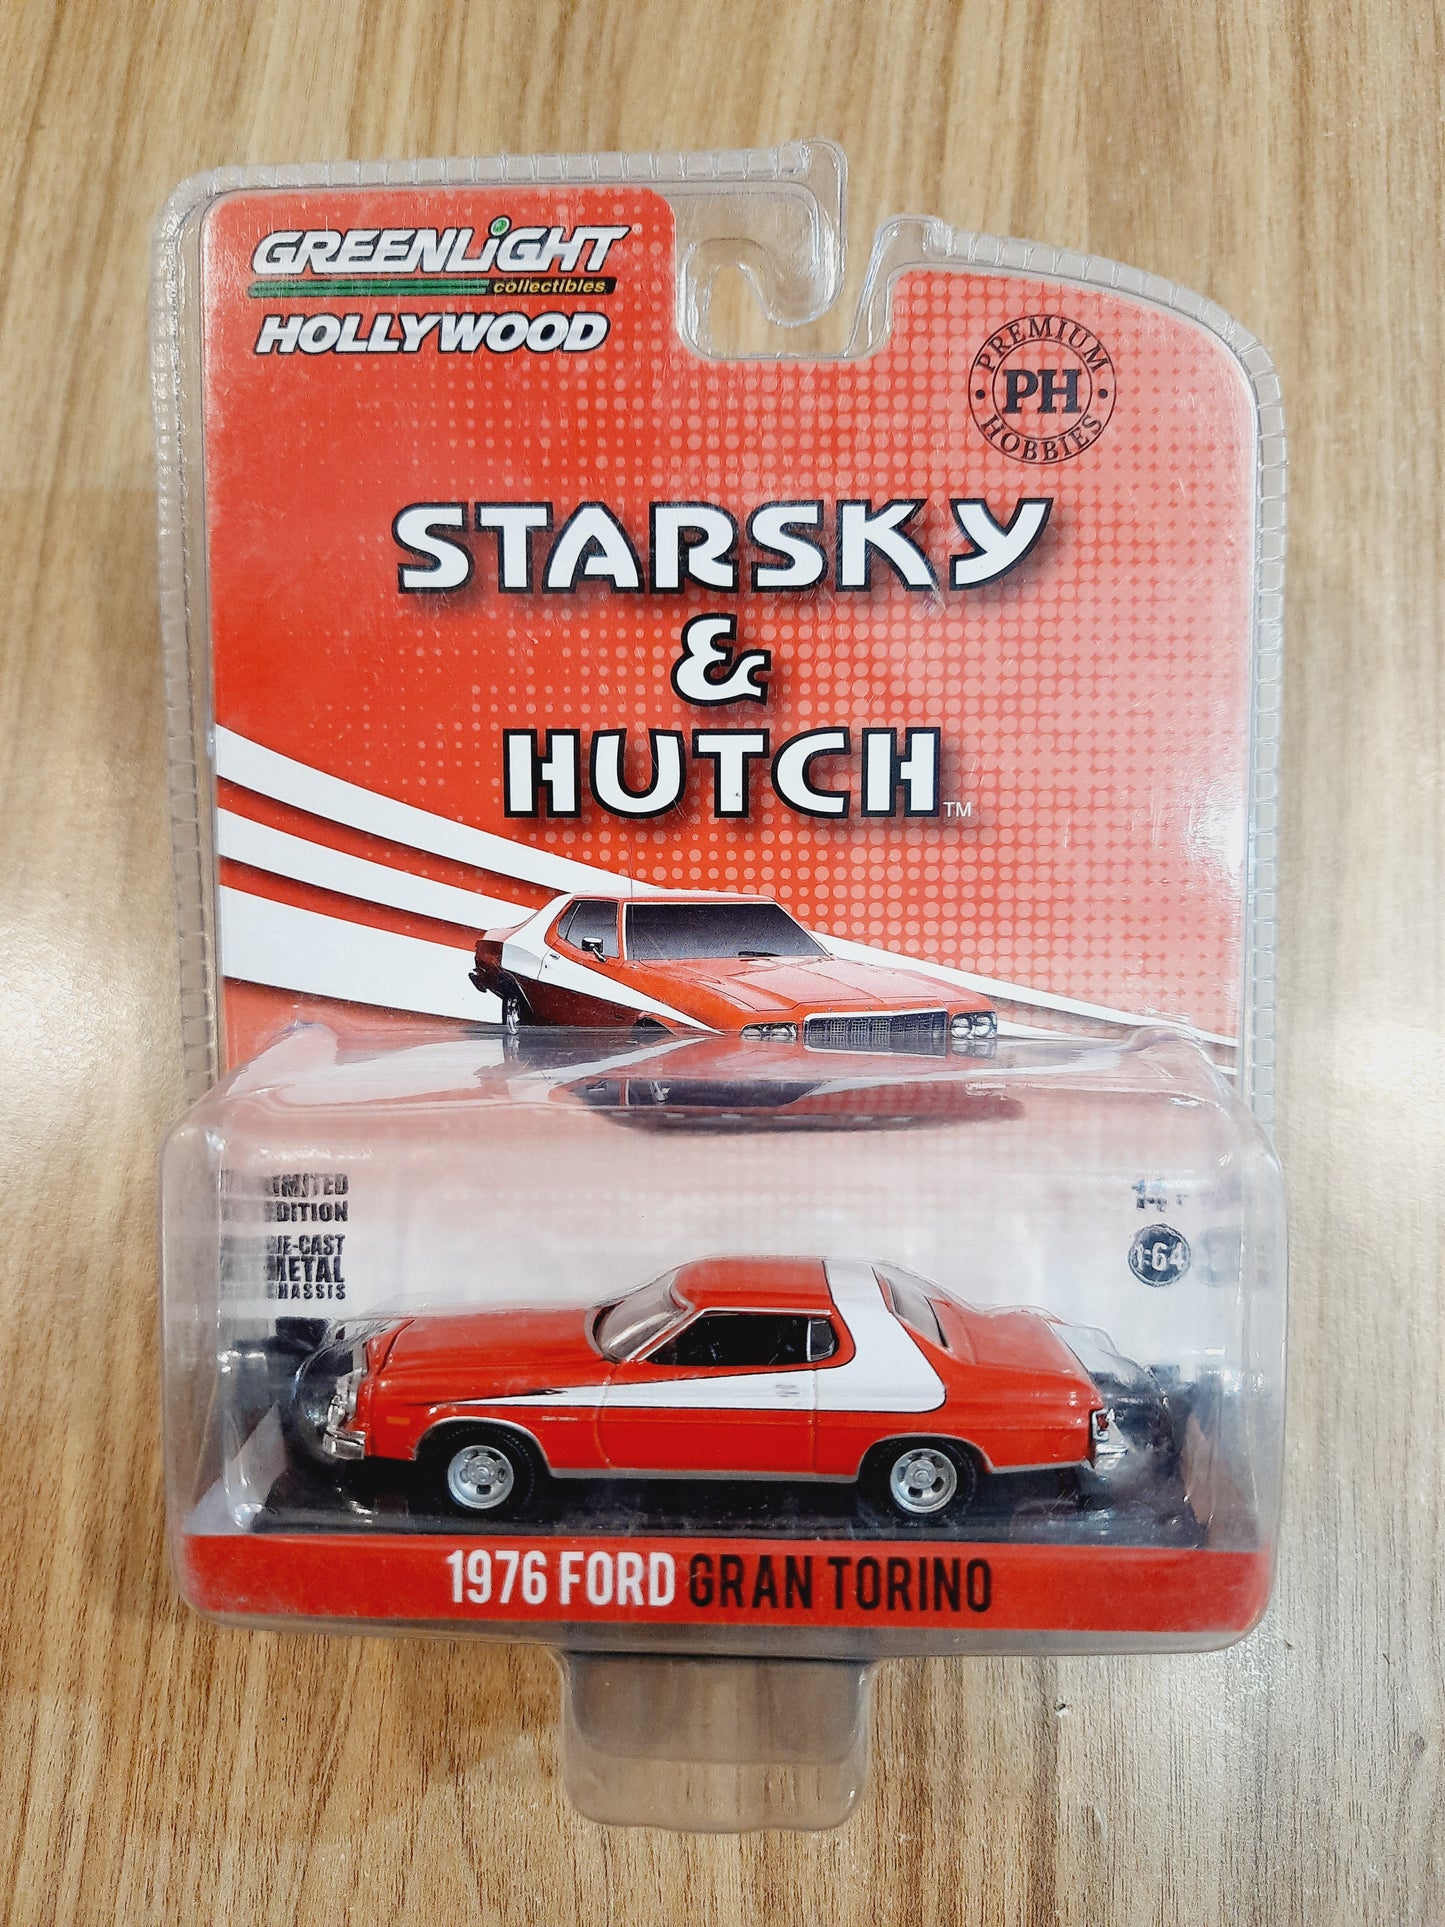 GREENLiGHT
collectibles
HOLLYWOOD
PREMIUM
PH
HOBBIES
STARSKY
&
HUTCH™
LIMITED
EDITION
DIE-CAST
METAL
CHASSIS
1:64
1976 FORD GRAN TORINO